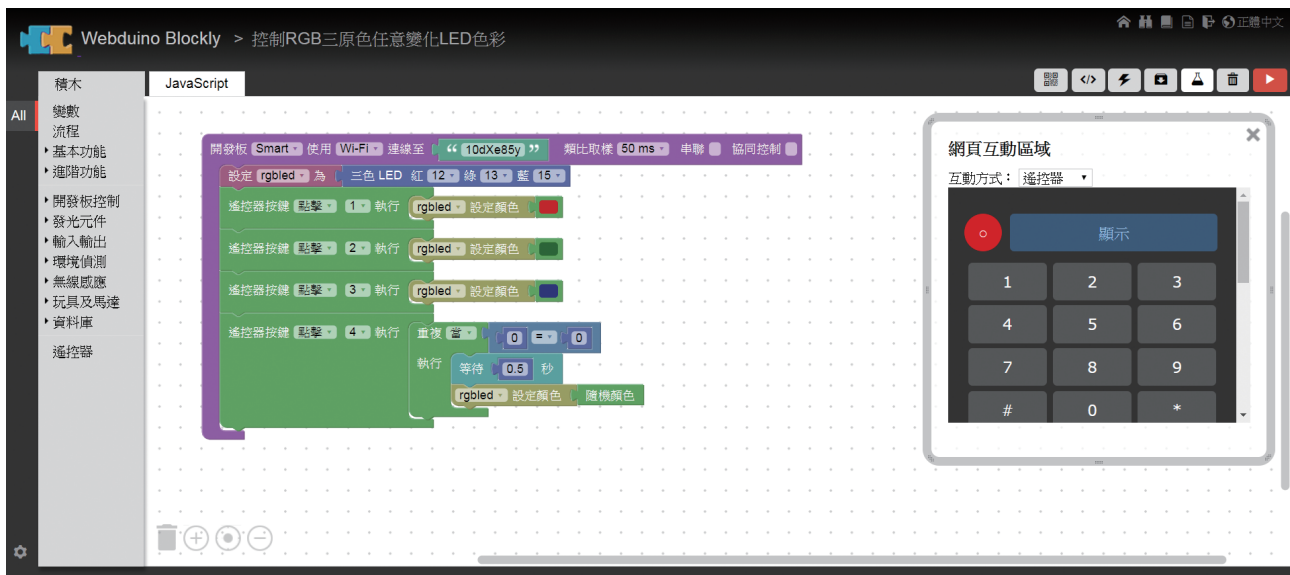 Webduino Blockly > 控制RGB三原色任意變化LED色彩
正體中文
積木
JavaScript
All
變數
流程
基本功能
進階功能
開發板控制
發光元件
輸入輸出
環境偵測
無線感應
玩具及馬達
資料庫
遙控器
開發板 Smart 使用 Wi-Fi 連線至 “ 10dXe85y ” 類比取樣 50 ms 串聯 協同控制
設定 rgbled 為 三色 LED 紅 12 綠 13 藍 15
遙控器按鍵 點擊 1 執行 rgbled 設定顏色
遙控器按鍵 點擊 2 執行 rgbled 設定顏色
遙控器按鍵 點擊 3 執行 rgbled 設定顏色
遙控器按鍵 點擊 4 執行 重複 當 0 = 0
執行 等待 0.5 秒
rgbled 設定顏色 隨機顏色
網頁互動區域
互動方式： 遙控器
顯示
1 2 3
4 5 6
7 8 9
# 0 *